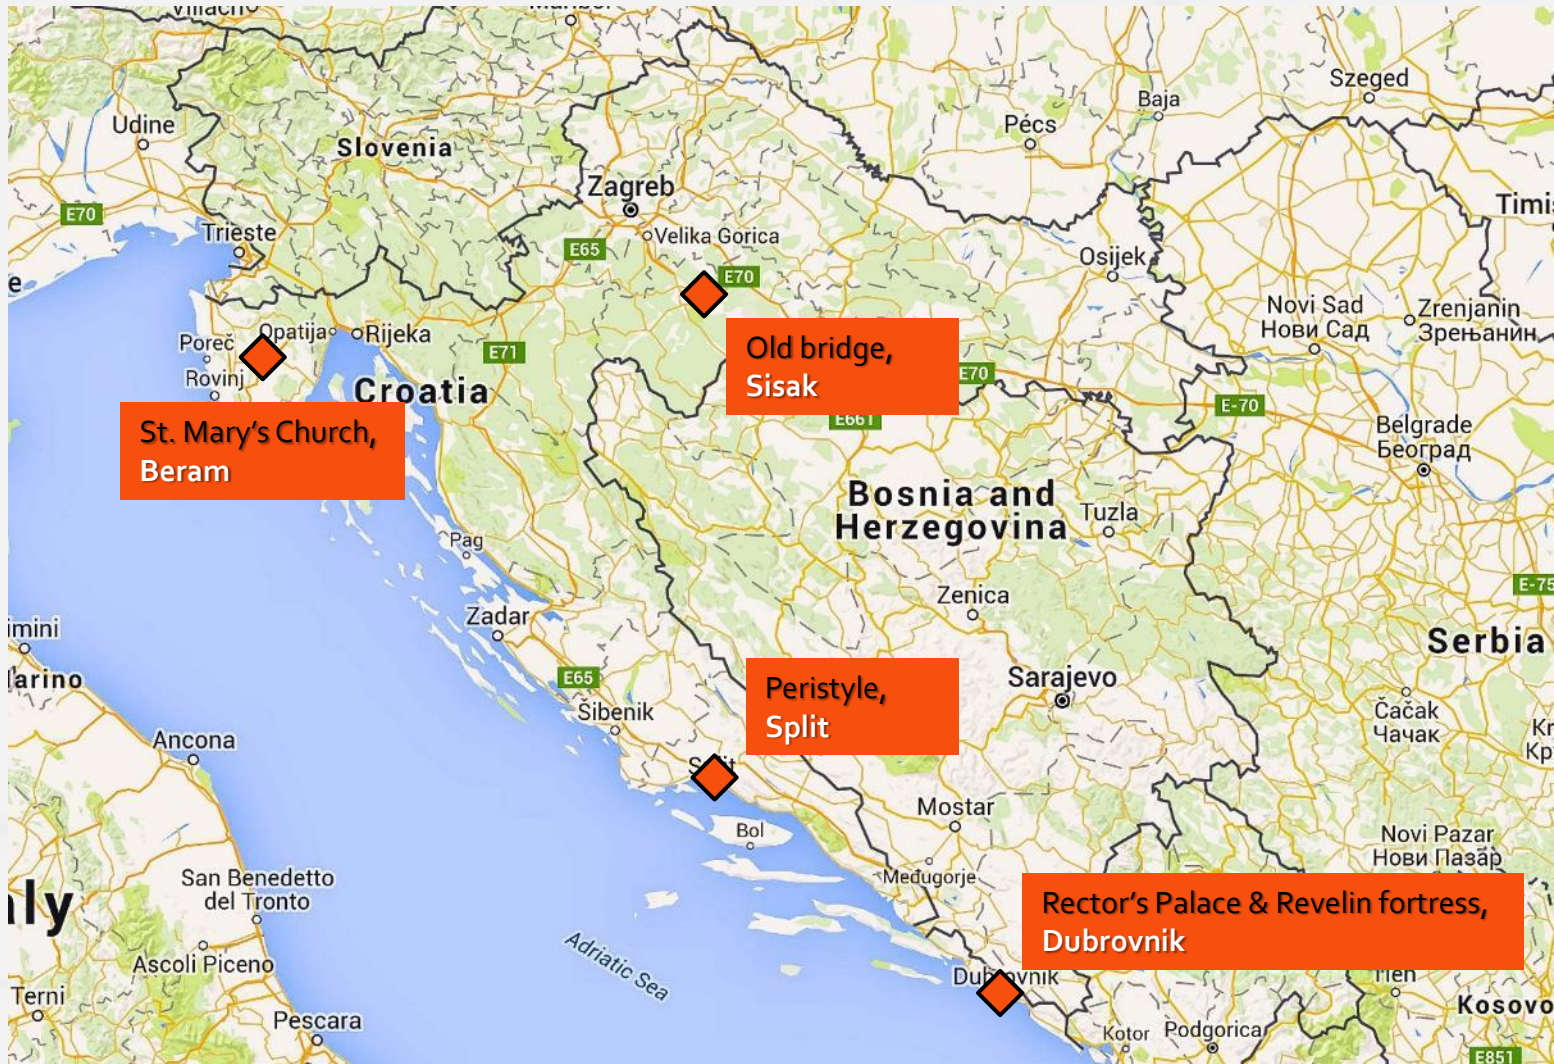 Udine
Slovenia
Zagreb
Pécs
Baja
Szeged
E70
Trieste
E65
Velika Gorica
Osijek
E70
Novi Sad
Нови Сад
Zrenjanin
Зрењанин
Poreč
Opatija
Rijeka
Rovinj
E71
Croatia
Old bridge,
Sisak
E70
E661
E-70
Belgrade
Београд
St. Mary's Church,
Beram
Bosnia and
Herzegovina
Tuzla
Pag
Zenica
Zadar
E-75
Serbia
Sarajevo
E65
Šibenik
Peristyle,
Split
Čačak
Чачак
Ancona
Mostar
Bol
Novi Pazar
Нови Пазар
Međugorje
San Benedetto
del Tronto
Rector's Palace & Revelin fortress,
Dubrovnik
Adriatic Sea
Ascoli Piceno
Dubrovnik
Terni
Kosovo
Pescara
Kotor
Podgorica
E851